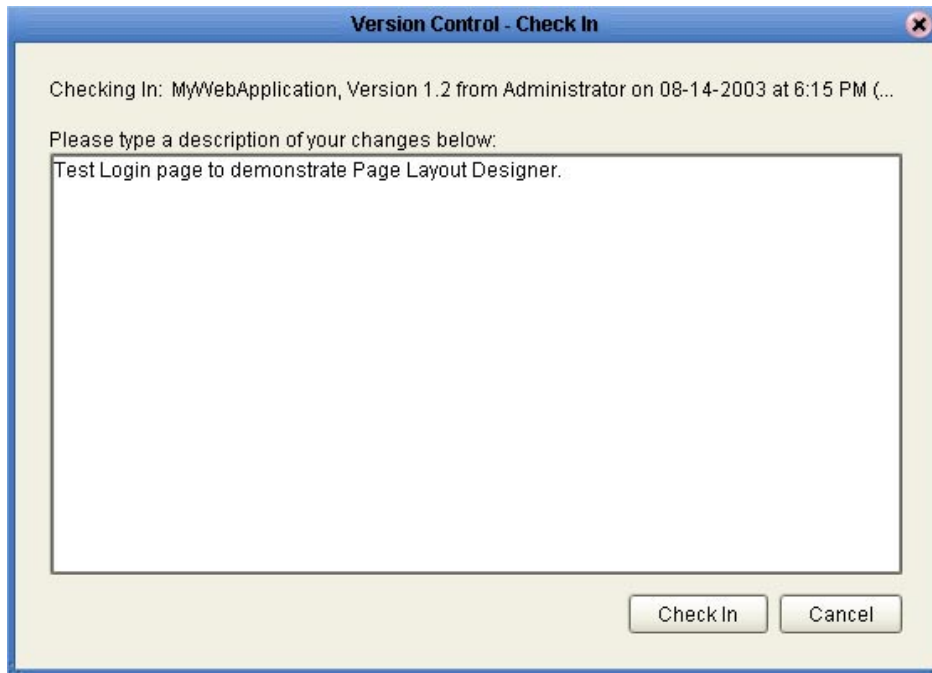 Version Control - Check In
Checking In: MyWebApplication, Version 1.2 from Administrator on 08-14-2003 at 6:15 PM (...
Please type a description of your changes below:
Test Login page to demonstrate Page Layout Designer.
Check In Cancel